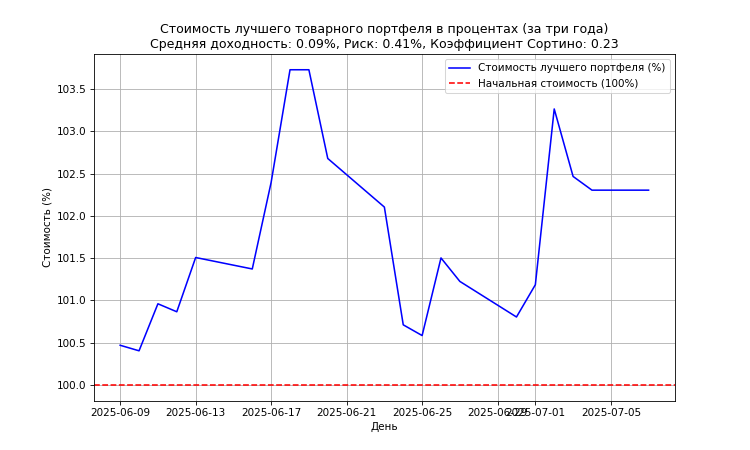 Стоимость лучшего товарного портфеля в процентах (за три года)
Средняя доходность: 0.09%, Риск: 0.41%, Коэффициент Сортино: 0.23
Стоимость лучшего портфеля (%)
Начальная стоимость (100%)
Стоимость (%)
103.5
103.0
102.5
102.0
101.5
101.0
100.5
100.0
2025-06-09 2025-06-13 2025-06-17 2025-06-21 2025-06-25 2025-06-29 2025-07-01 2025-07-05
День